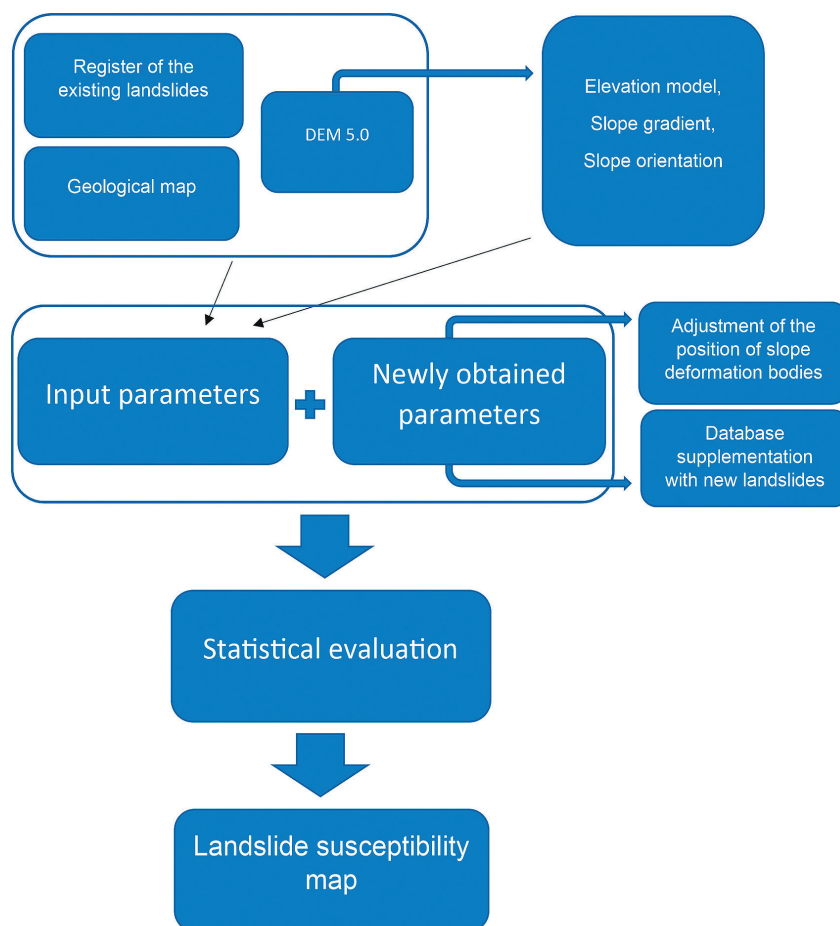 Register of the
existing landslides
DEM 5.0
Geological map
Elevation model,
Slope gradient,
Slope orientation
Input parameters
Newly obtained
parameters
Adjustment of the
position of slope
deformation bodies
Database
supplementation
with new landslides
Statistical evaluation
Landslide susceptibility
map